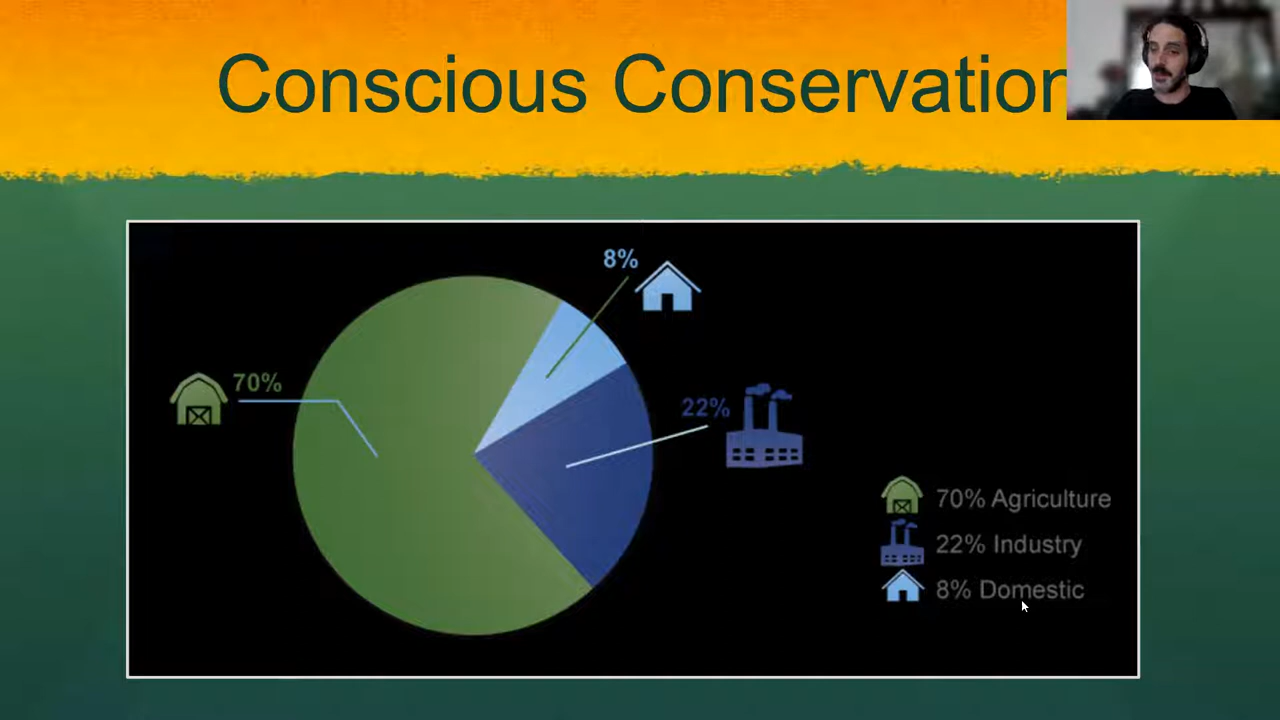 Conscious Conservation
8%
70%
22%
70% Agriculture
22% Industry
8% Domestic